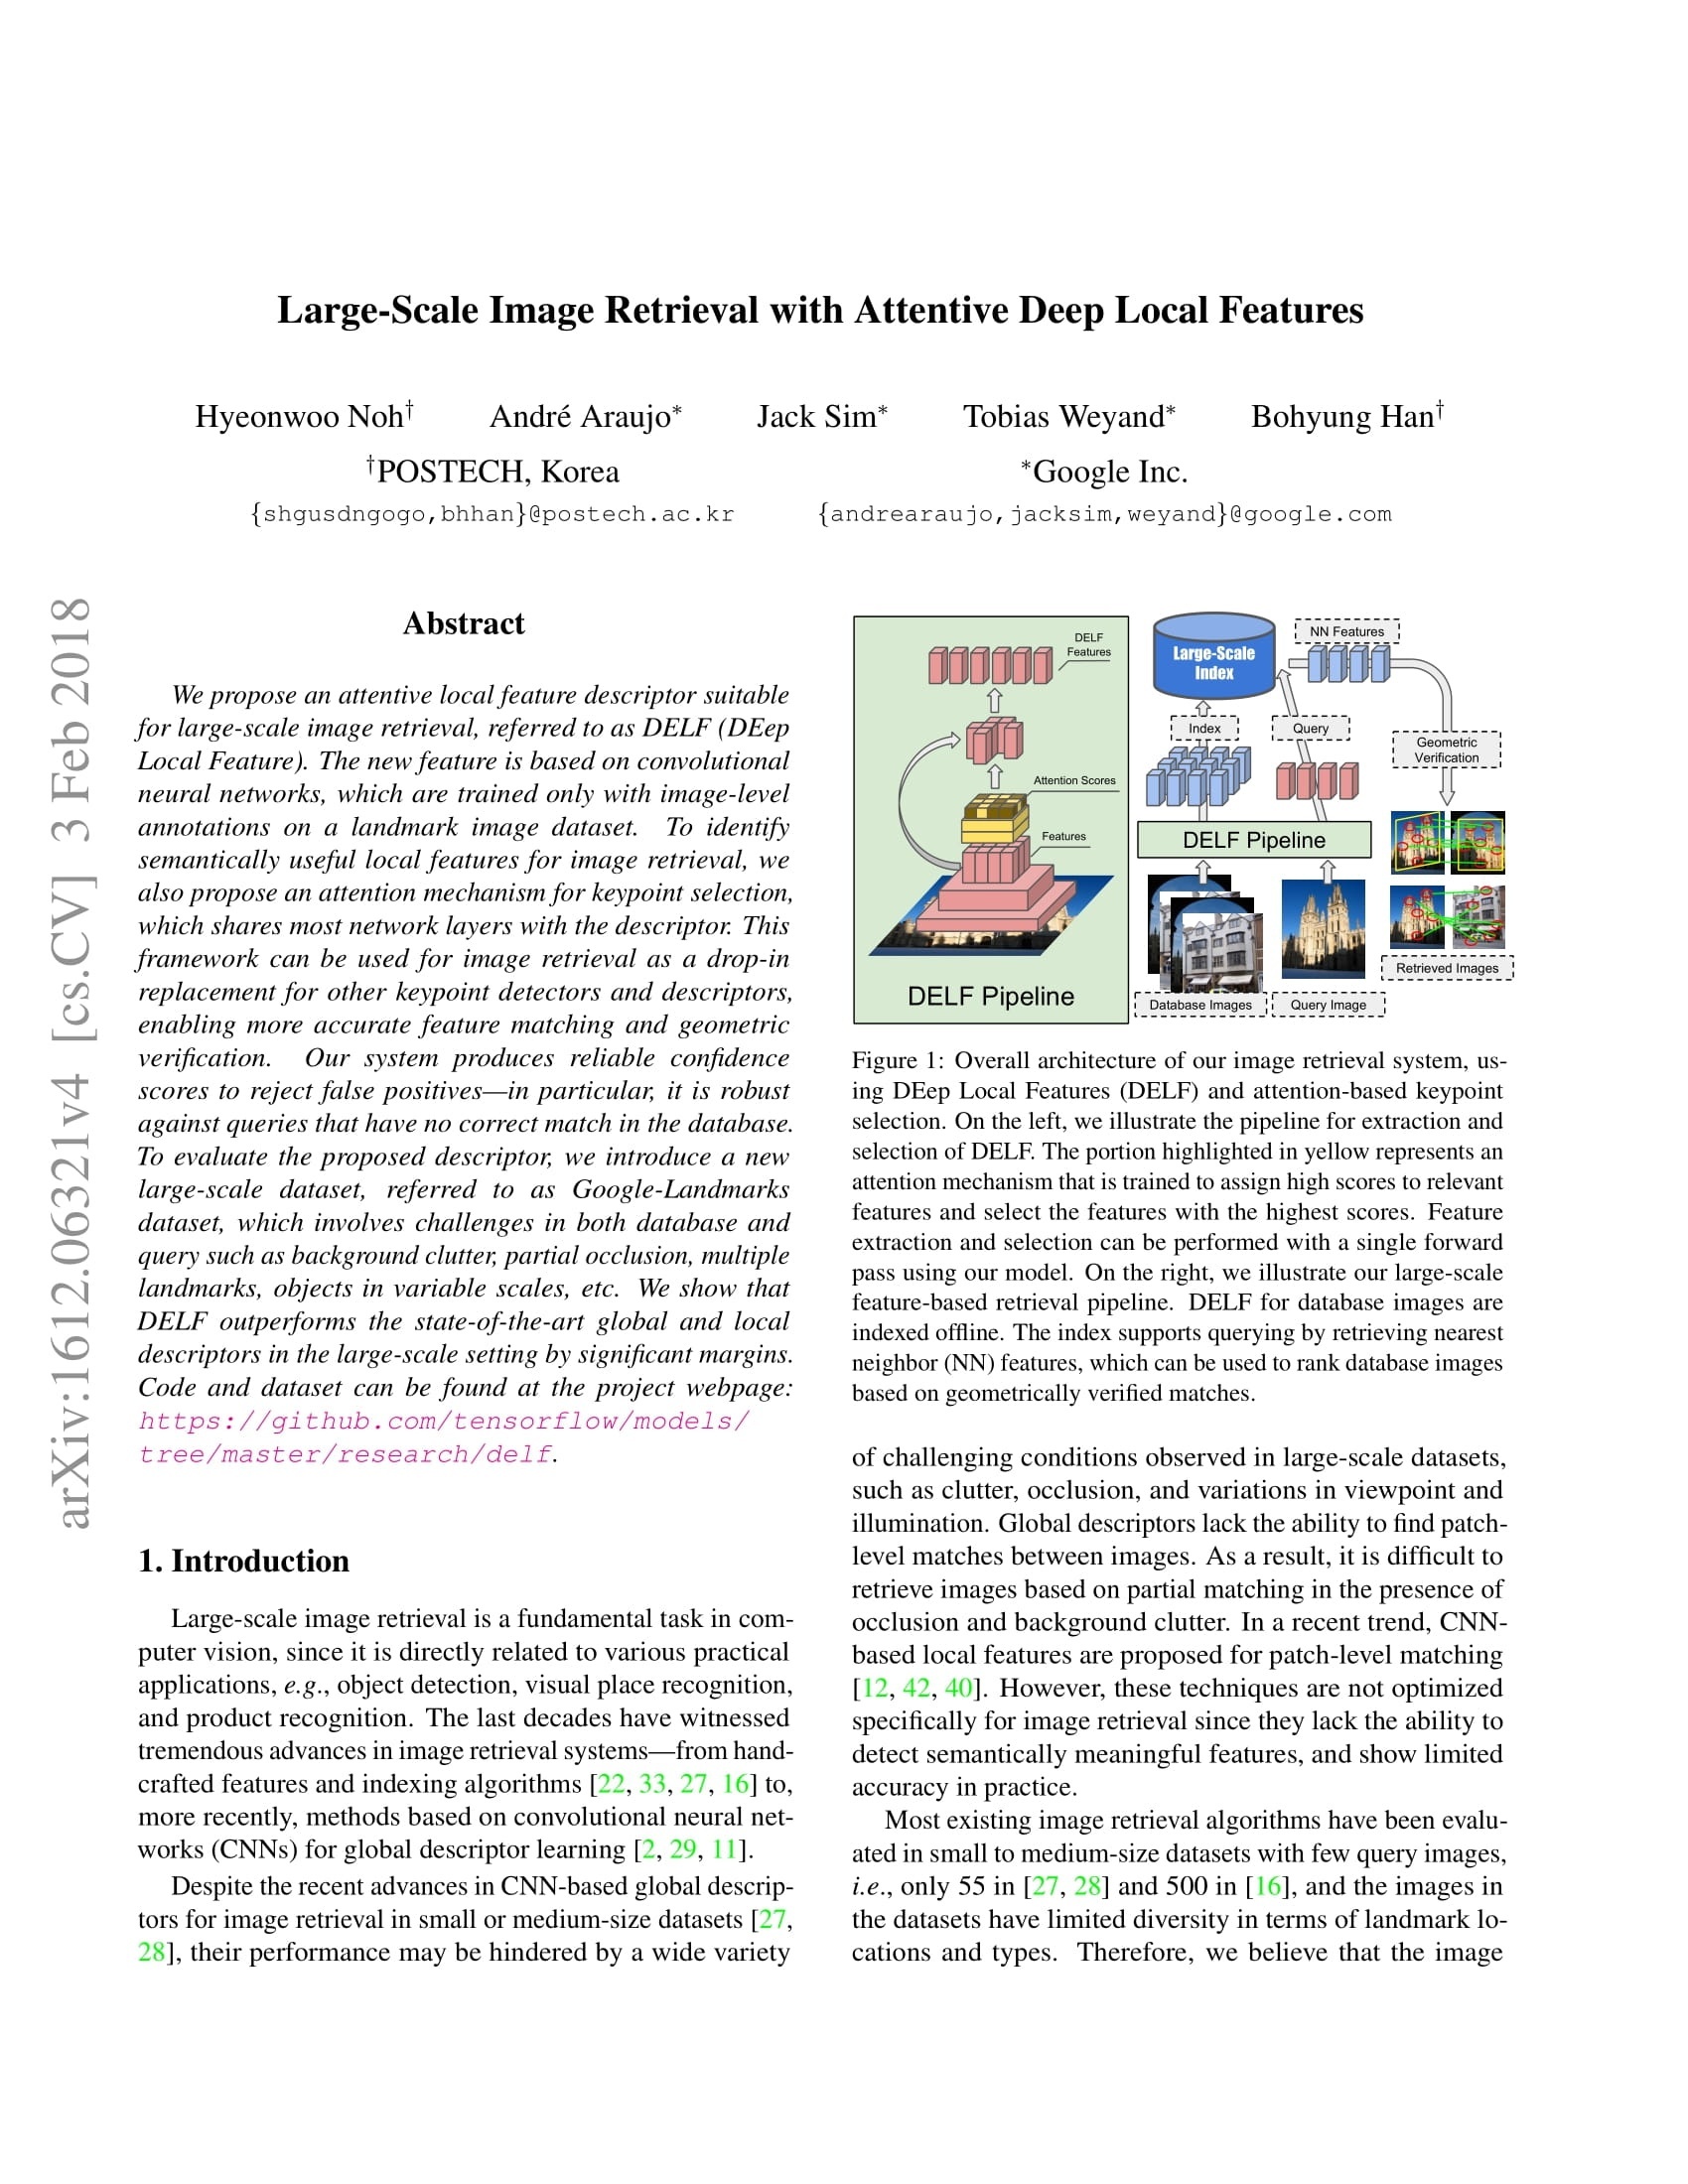 Large-Scale Image Retrieval with Attentive Deep Local Features
Hyeonwoo Noh† André Araujo* Jack Sim* Tobias Weyand* Bohyung Han†
†POSTECH, Korea *Google Inc.
{shgusdngogo,bhhan}@postech.ac.kr {andrearaujo,jacksim,weyand}@google.com
arXiv:1612.06321v4 [cs.CV] 3 Feb 2018
Abstract
We propose an attentive local feature descriptor suitable
for large-scale image retrieval, referred to as DELF (DEep
Local Feature). The new feature is based on convolutional
neural networks, which are trained only with image-level
annotations on a landmark image dataset. To identify
semantically useful local features for image retrieval, we
also propose an attention mechanism for keypoint selection,
which shares most network layers with the descriptor. This
framework can be used for image retrieval as a drop-in
replacement for other keypoint detectors and descriptors,
enabling more accurate feature matching and geometric
verification. Our system produces reliable confidence
scores to reject false positives—in particular, it is robust
against queries that have no correct match in the database.
To evaluate the proposed descriptor, we introduce a new
large-scale dataset, referred to as Google-Landmarks
dataset, which involves challenges in both database and
query such as background clutter, partial occlusion, multiple
landmarks, objects in variable scales, etc. We show that
DELF outperforms the state-of-the-art global and local
descriptors in the large-scale setting by significant margins.
Code and dataset can be found at the project webpage:
https://github.com/tensorflow/models/
tree/master/research/delf.
1. Introduction
Large-scale image retrieval is a fundamental task in com-
puter vision, since it is directly related to various practical
applications, e.g., object detection, visual place recognition,
and product recognition. The last decades have witnessed
tremendous advances in image retrieval systems—from hand-
crafted features and indexing algorithms [22, 33, 27, 16] to,
more recently, methods based on convolutional neural net-
works (CNNs) for global descriptor learning [2, 29, 11].
Despite the recent advances in CNN-based global descrip-
tors for image retrieval in small or medium-size datasets [27,
28], their performance may be hindered by a wide variety
DELF
Features
Attention Scores
Features
DELF Pipeline
Large-Scale
Index
NN Features
Index
Query
Geometric
Verification
DELF Pipeline
Retrieved Images
Database Images
Query Image
Figure 1: Overall architecture of our image retrieval system, us-
ing DEep Local Features (DELF) and attention-based keypoint
selection. On the left, we illustrate the pipeline for extraction and
selection of DELF. The portion highlighted in yellow represents an
attention mechanism that is trained to assign high scores to relevant
features and select the features with the highest scores. Feature
extraction and selection can be performed with a single forward
pass using our model. On the right, we illustrate our large-scale
feature-based retrieval pipeline. DELF for database images are
indexed offline. The index supports querying by retrieving nearest
neighbor (NN) features, which can be used to rank database images
based on geometrically verified matches.
of challenging conditions observed in large-scale datasets,
such as clutter, occlusion, and variations in viewpoint and
illumination. Global descriptors lack the ability to find patch-
level matches between images. As a result, it is difficult to
retrieve images based on partial matching in the presence of
occlusion and background clutter. In a recent trend, CNN-
based local features are proposed for patch-level matching
[12, 42, 40]. However, these techniques are not optimized
specifically for image retrieval since they lack the ability to
detect semantically meaningful features, and show limited
accuracy in practice.
Most existing image retrieval algorithms have been evalu-
ated in small to medium-size datasets with few query images,
i.e., only 55 in [27, 28] and 500 in [16], and the images in
the datasets have limited diversity in terms of landmark lo-
cations and types. Therefore, we believe that the image